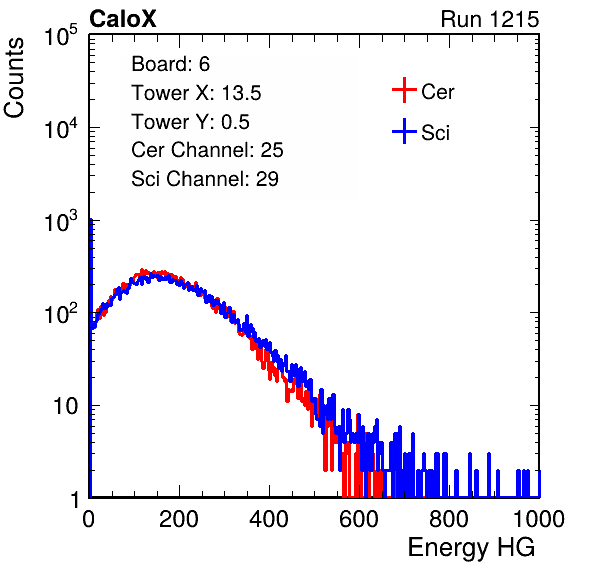 CaloX Run 1215
Counts
10^5
10^4
10^3
10^2
10
1
Board: 6
Tower X: 13.5
Tower Y: 0.5
Cer Channel: 25
Sci Channel: 29
Cer
Sci
0 200 400 600 800 1000
Energy HG